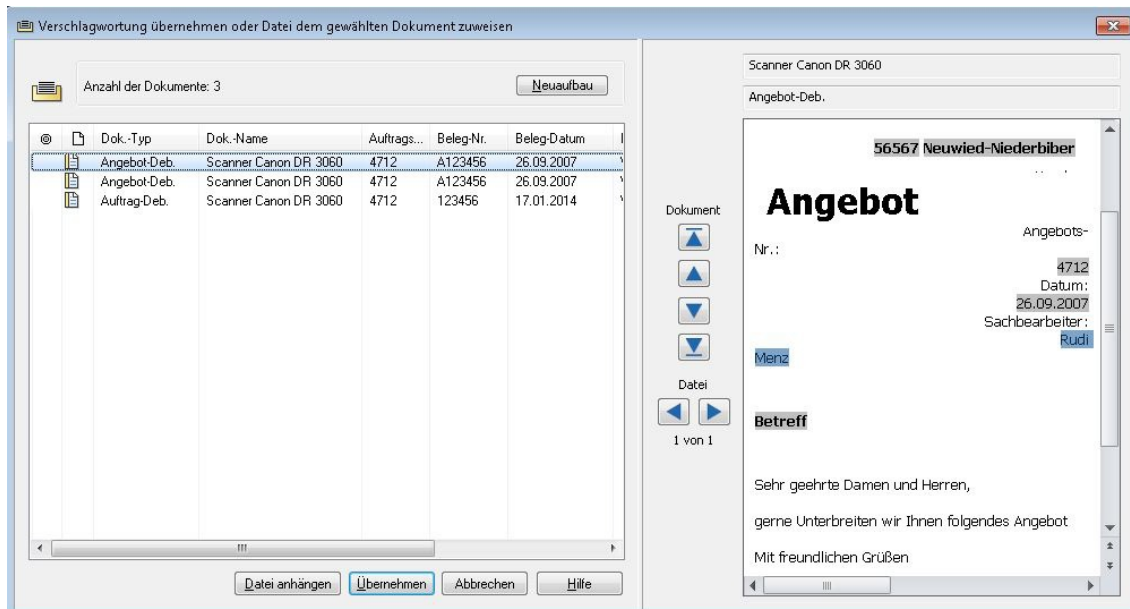 Verschlagwortung übernehmen oder Datei dem gewählten Dokument zuweisen
Anzahl der Dokumente: 3
Neuaufbau
Dok.-Typ Dok.-Name Auftrags... Beleg-Nr. Beleg-Datum
Angebot-Deb. Scanner Canon DR 3060 4712 A123456 26.09.2007
Angebot-Deb. Scanner Canon DR 3060 4712 A123456 26.09.2007
Auftrag-Deb. Scanner Canon DR 3060 4712 123456 17.01.2014
Datei anhängen Übernehmen Abbrechen Hilfe
Dokument
Datei
1 von 1
Scanner Canon DR 3060
Angebot-Deb.
56567 Neuwied-Niederbiber
Angebot
Angebots-
Nr.:
4712
Datum:
26.09.2007
Sachbearbeiter:
Rudi
Menz
Betreff
Sehr geehrte Damen und Herren,
gerne Unterbreiten wir Ihnen folgendes Angebot
Mit freundlichen Grüßen